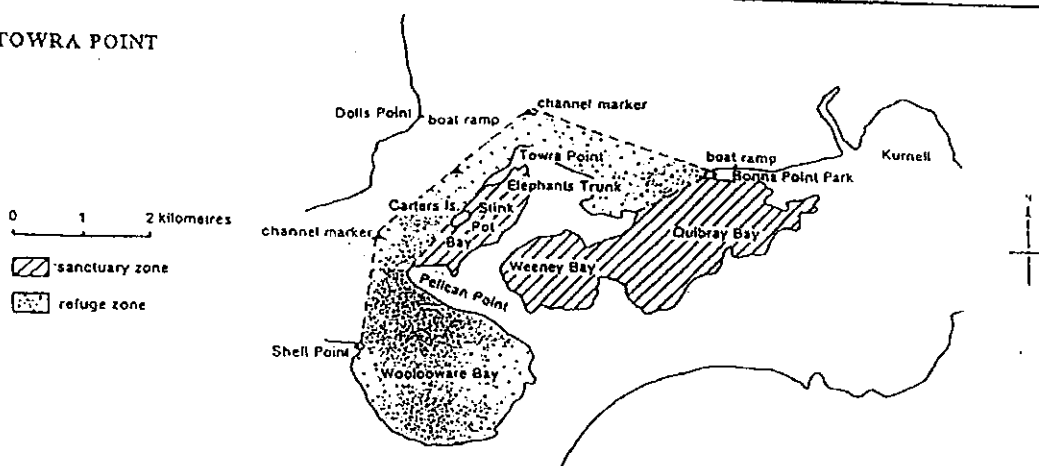 TOWRA POINT
channel marker
Dolls Point
boat ramp
Towra Point
boat ramp
Kurnell
Bonna Point Park
Elephants Trunk
Carters Is.
Stink
Pot
Bay
0 1 2 kilometres
channel marker
Quibray Bay
Weeney Bay
sanctuary zone
Pelican Point
refuge zone
Shell Point
Woolooware Bay